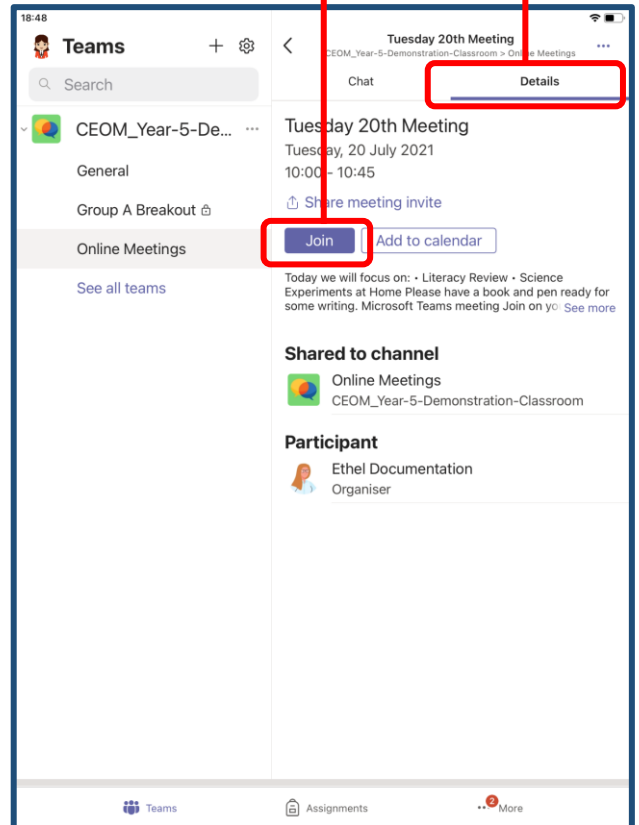 18:48
Teams
Search
CEOM_Year-5-De... ...
General
Group A Breakout
Online Meetings
See all teams
Tuesday 20th Meeting
CEOM_Year-5-Demonstration-Classroom > Online Meetings
...
Chat
Details
Tuesday 20th Meeting
Tuesday, 20 July 2021
10:00 - 10:45
Share meeting invite
Join
Add to calendar
Today we will focus on: • Literacy Review • Science
Experiments at Home Please have a book and pen ready for
some writing. Microsoft Teams meeting Join on yo See more
Shared to channel
Online Meetings
CEOM_Year-5-Demonstration-Classroom
Participant
Ethel Documentation
Organiser
Teams
Assignments
2
More